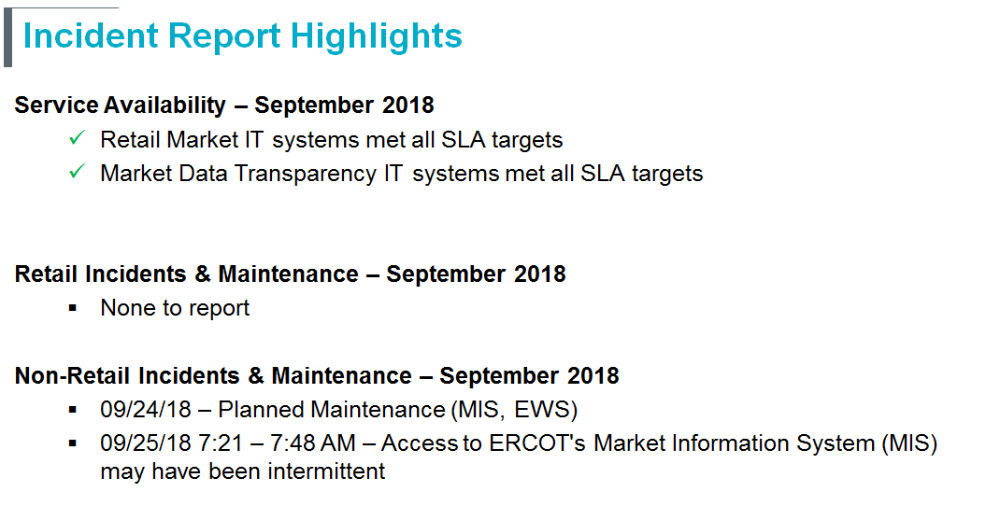 Incident Report Highlights
Service Availability – September 2018
✓ Retail Market IT systems met all SLA targets
✓ Market Data Transparency IT systems met all SLA targets
Retail Incidents & Maintenance – September 2018
▪ None to report
Non-Retail Incidents & Maintenance – September 2018
▪ 09/24/18 – Planned Maintenance (MIS, EWS)
▪ 09/25/18 7:21 – 7:48 AM – Access to ERCOT's Market Information System (MIS)
may have been intermittent